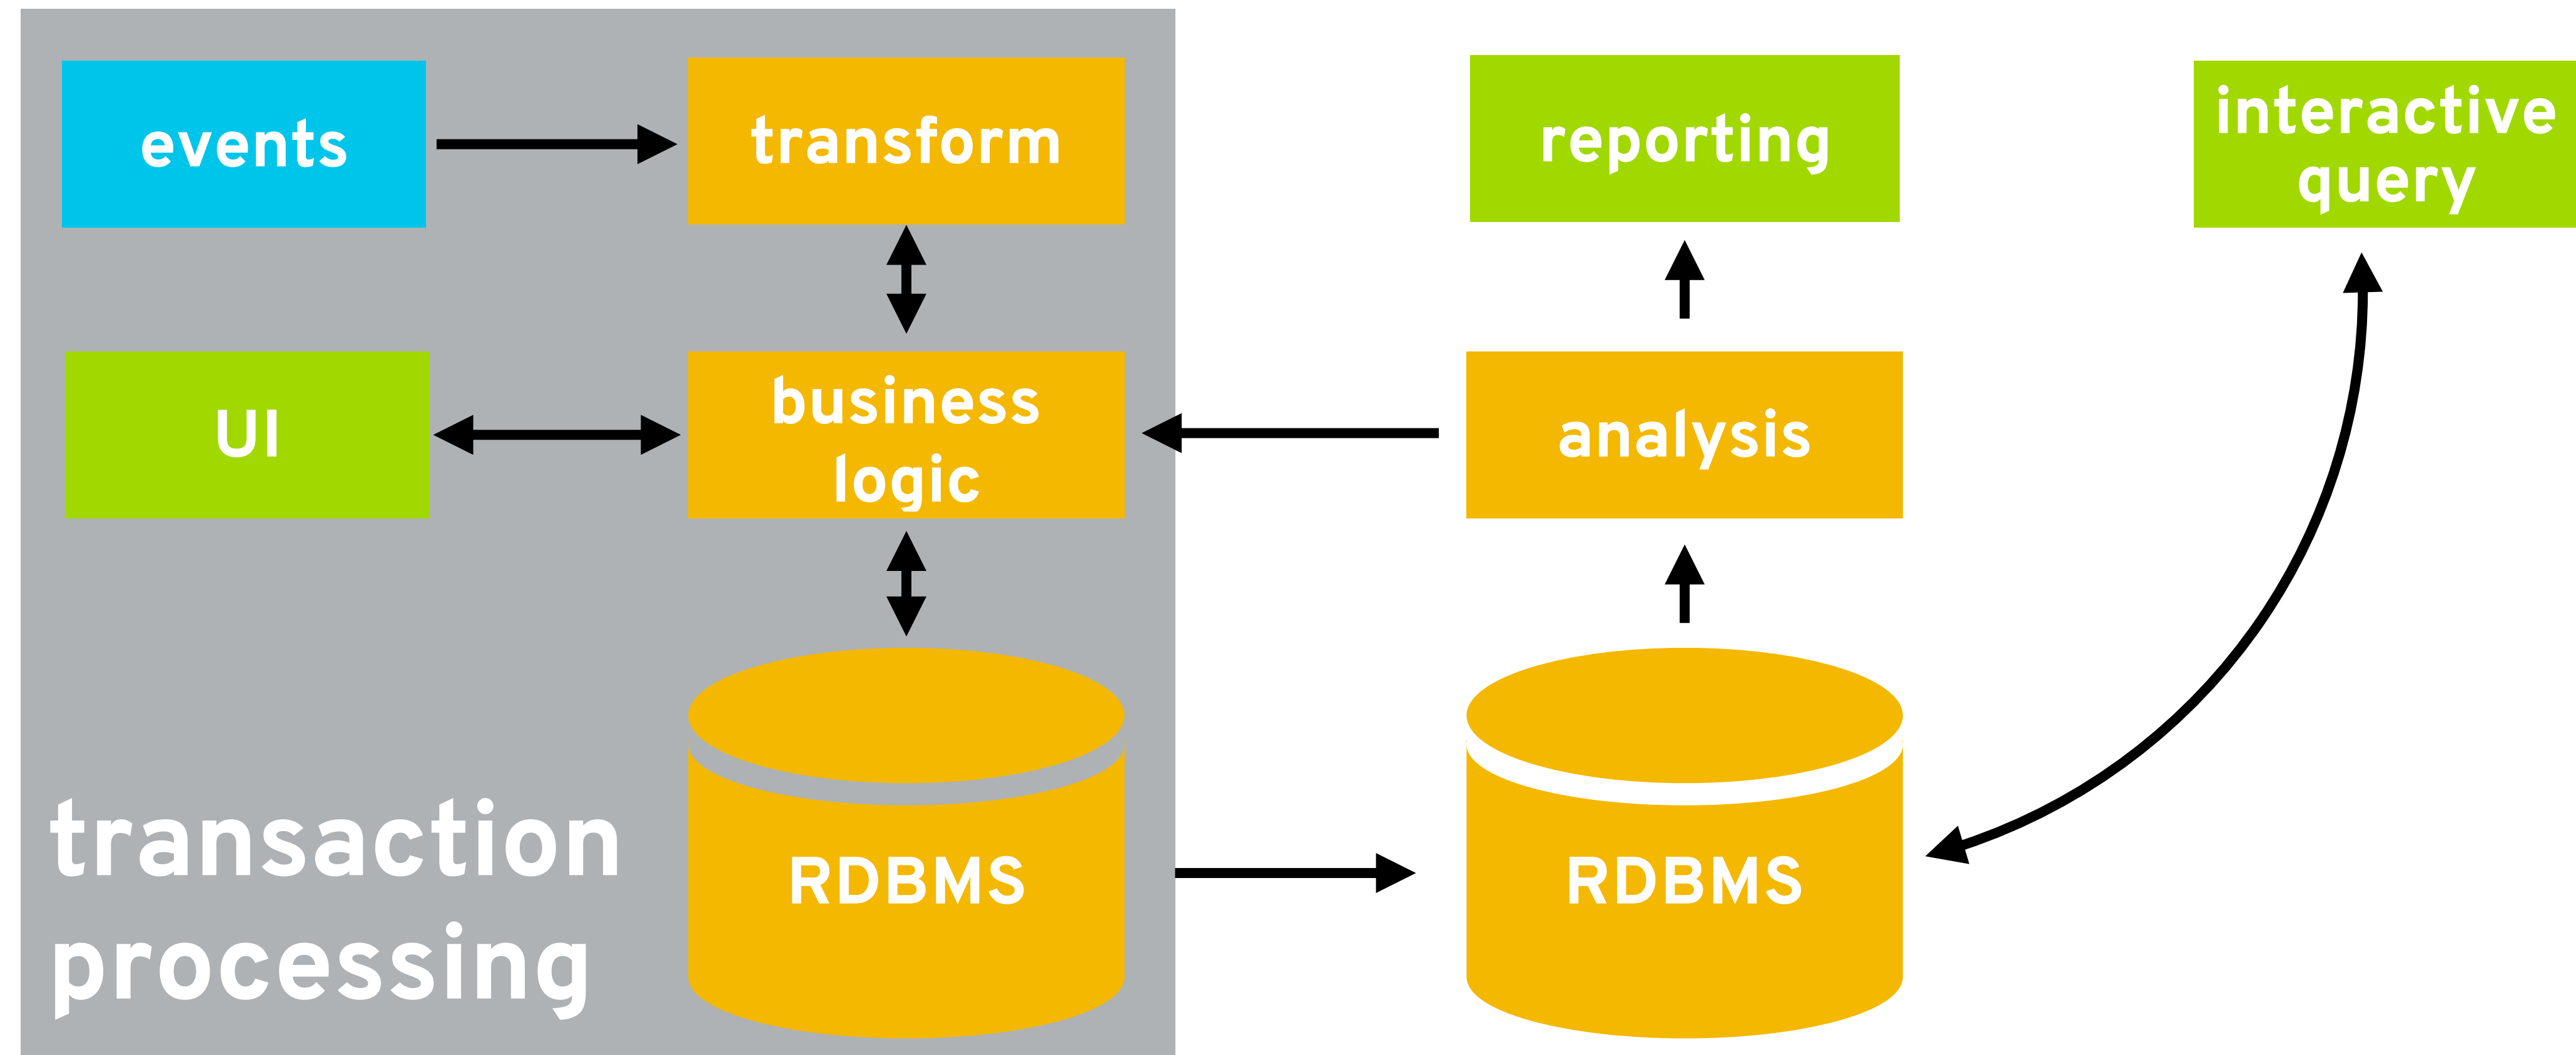 events
transform
reporting
interactive
query
UI
business
logic
analysis
transaction
processing
RDBMS
RDBMS